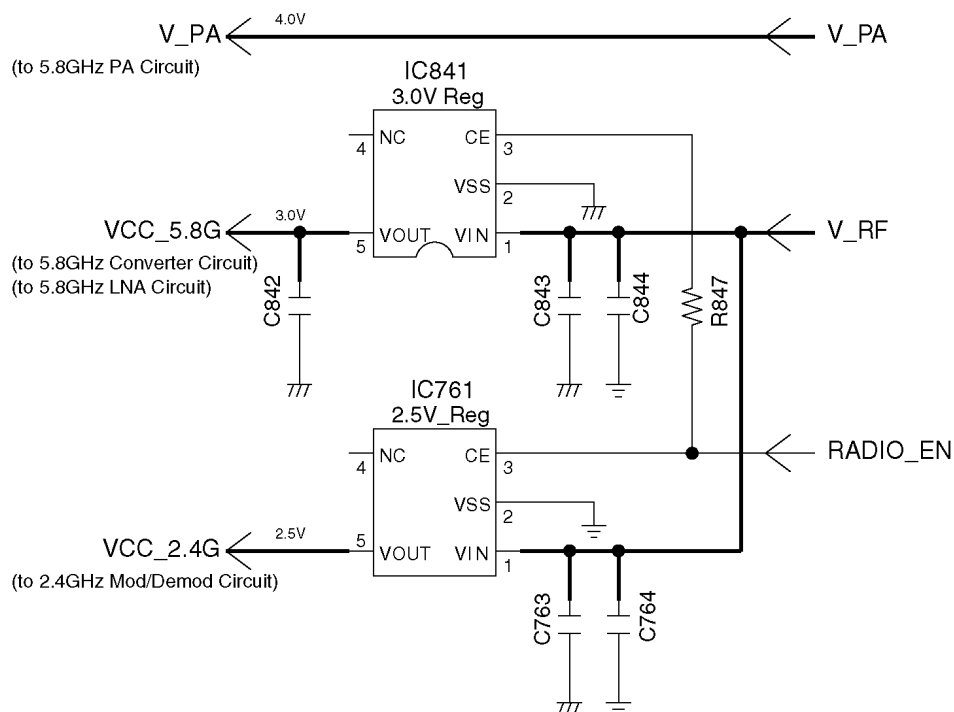 4.0V
V_PA
V_PA
(to 5.8GHz PA Circuit)
IC841
3.0V Reg
NC
CE
4
3
VSS
2
VCC_5.8G
3.0V
VOUT
VIN
5
1
V_RF
(to 5.8GHz Converter Circuit)
(to 5.8GHz LNA Circuit)
C842
C843
C844
R847
IC761
2.5V_Reg
NC
CE
4
3
RADIO_EN
VSS
2
VCC_2.4G
2.5V
5
VOUT
VIN
1
(to 2.4GHz Mod/Demod Circuit)
C763
C764